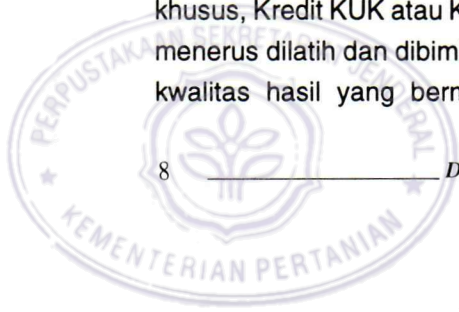 khusus, Kredit KUK atau K
menerus dilatih dan dibim
kwalitas hasil yang bern
8 D
PERPUSTAKAAN SEKRETARIAT JENDERAL
KEMENTERIAN PERTANIAN